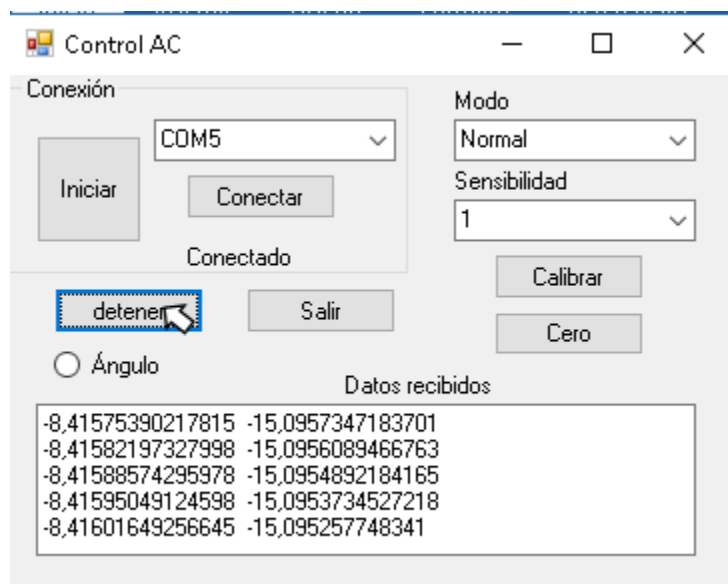 Control AC
Conexión
COM5
Iniciar
Conectar
Conectado
Modo
Normal
Sensibilidad
1
Calibrar
Cero
detener
Salir
Ángulo
Datos recibidos
-8,41575390217815 -15,0957347183701
-8,41582197327998 -15,0956089466763
-8,41588574295978 -15,0954892184165
-8,41595049124598 -15,0953734527218
-8,41601649256645 -15,095257748341